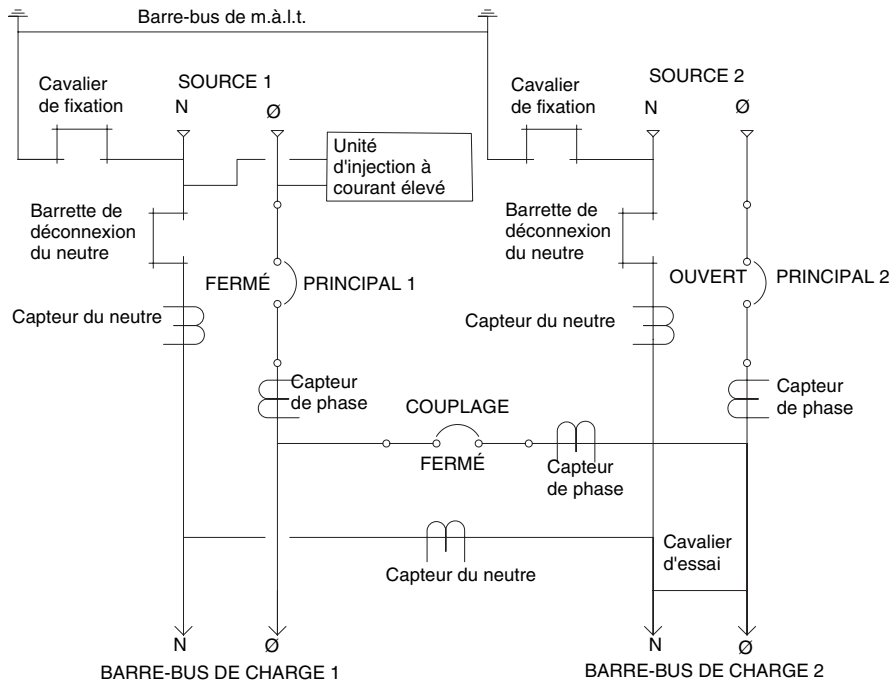 Barre-bus de m.à.l.t.
Cavalier
de fixation
SOURCE 1
N
Ø
Unité
d'injection à
courant élevé
Cavalier
de fixation
SOURCE 2
N
Ø
Barrette de
déconnexion
du neutre
FERMÉ
PRINCIPAL 1
Capteur du neutre
Capteur
de phase
Barrette de
déconnexion
du neutre
OUVERT
PRINCIPAL 2
Capteur du neutre
Capteur
de phase
COUPLAGE
FERMÉ
Capteur
de phase
Capteur du neutre
Cavalier
d'essai
N
Ø
BARRE-BUS DE CHARGE 1
N
Ø
BARRE-BUS DE CHARGE 2